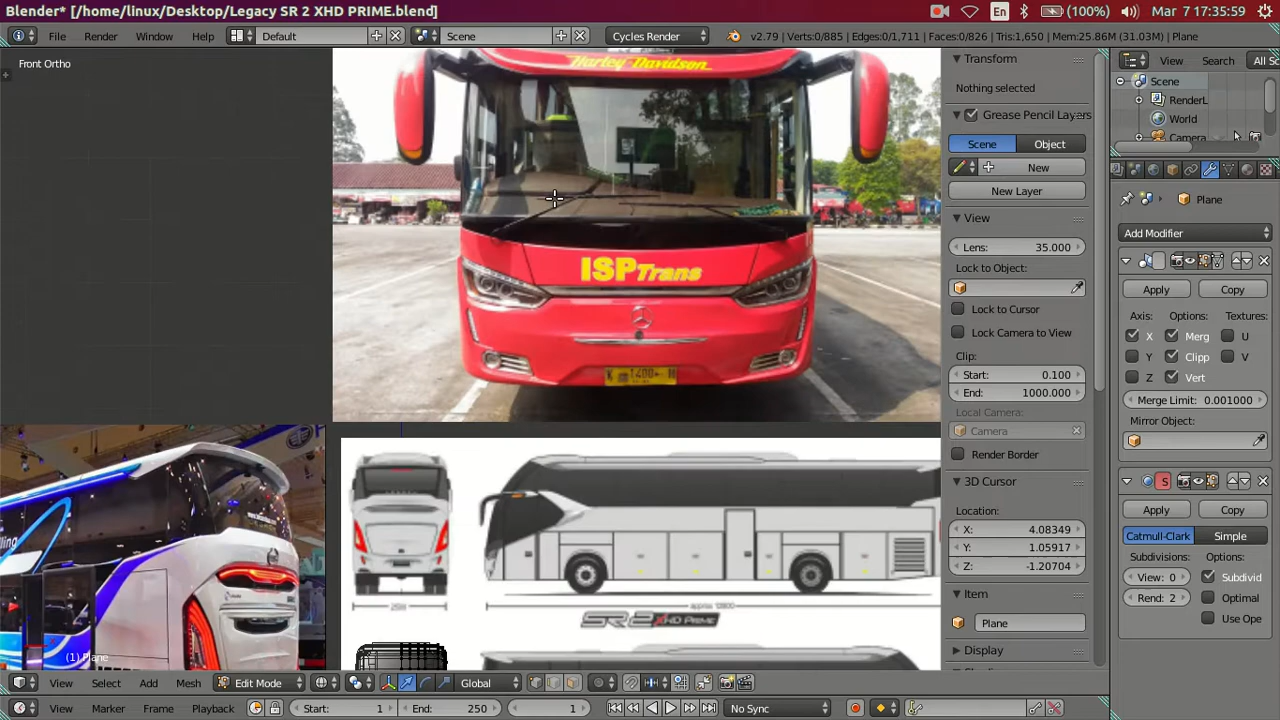 Blender* [/home/linux/Desktop/Legacy SR 2 XHD PRIME.blend]
En
(100%)
Mar 7 17:35:59
File
Render
Window
Help
Default
Scene
Cycles Render
v2.79 | Verts:0/885 | Edges:0/1,711 | Faces:0/826 | Tris:1,650 | Mem:25.86M (31.03M) | Plane
View
Search
All Sc
Front Ortho
Harley Davidson
ISPTrans
Transform
Nothing selected
Grease Pencil Layers
Scene
Object
New
New Layer
View
Lens:
35.000
Lock to Object:
Lock to Cursor
Lock Camera to View
Clip:
Start:
0.100
End:
1000.000
Local Camera:
Camera
Render Border
3D Cursor
Location:
X:
4.08349
Y:
1.05917
Z:
-1.20704
Item
Plane
Display
Scene
RenderL
World
Camera
Plane
Add Modifier
Apply
Copy
Axis:
Options:
X
Merg
U
Y
Clipp
V
Z
Vert
Merge Limit:
0.001000
Mirror Object:
S
Apply
Copy
Catmull-Clark
Simple
Subdivisions:
Options:
View: 0
Subdivid
Rend: 2
Optimal
Use Ope
SR2 XHD PRIME
(1) Plane
View
Select
Add
Mesh
Edit Mode
Global
View
Marker
Frame
Playback
Start:
1
End:
250
1
No Sync